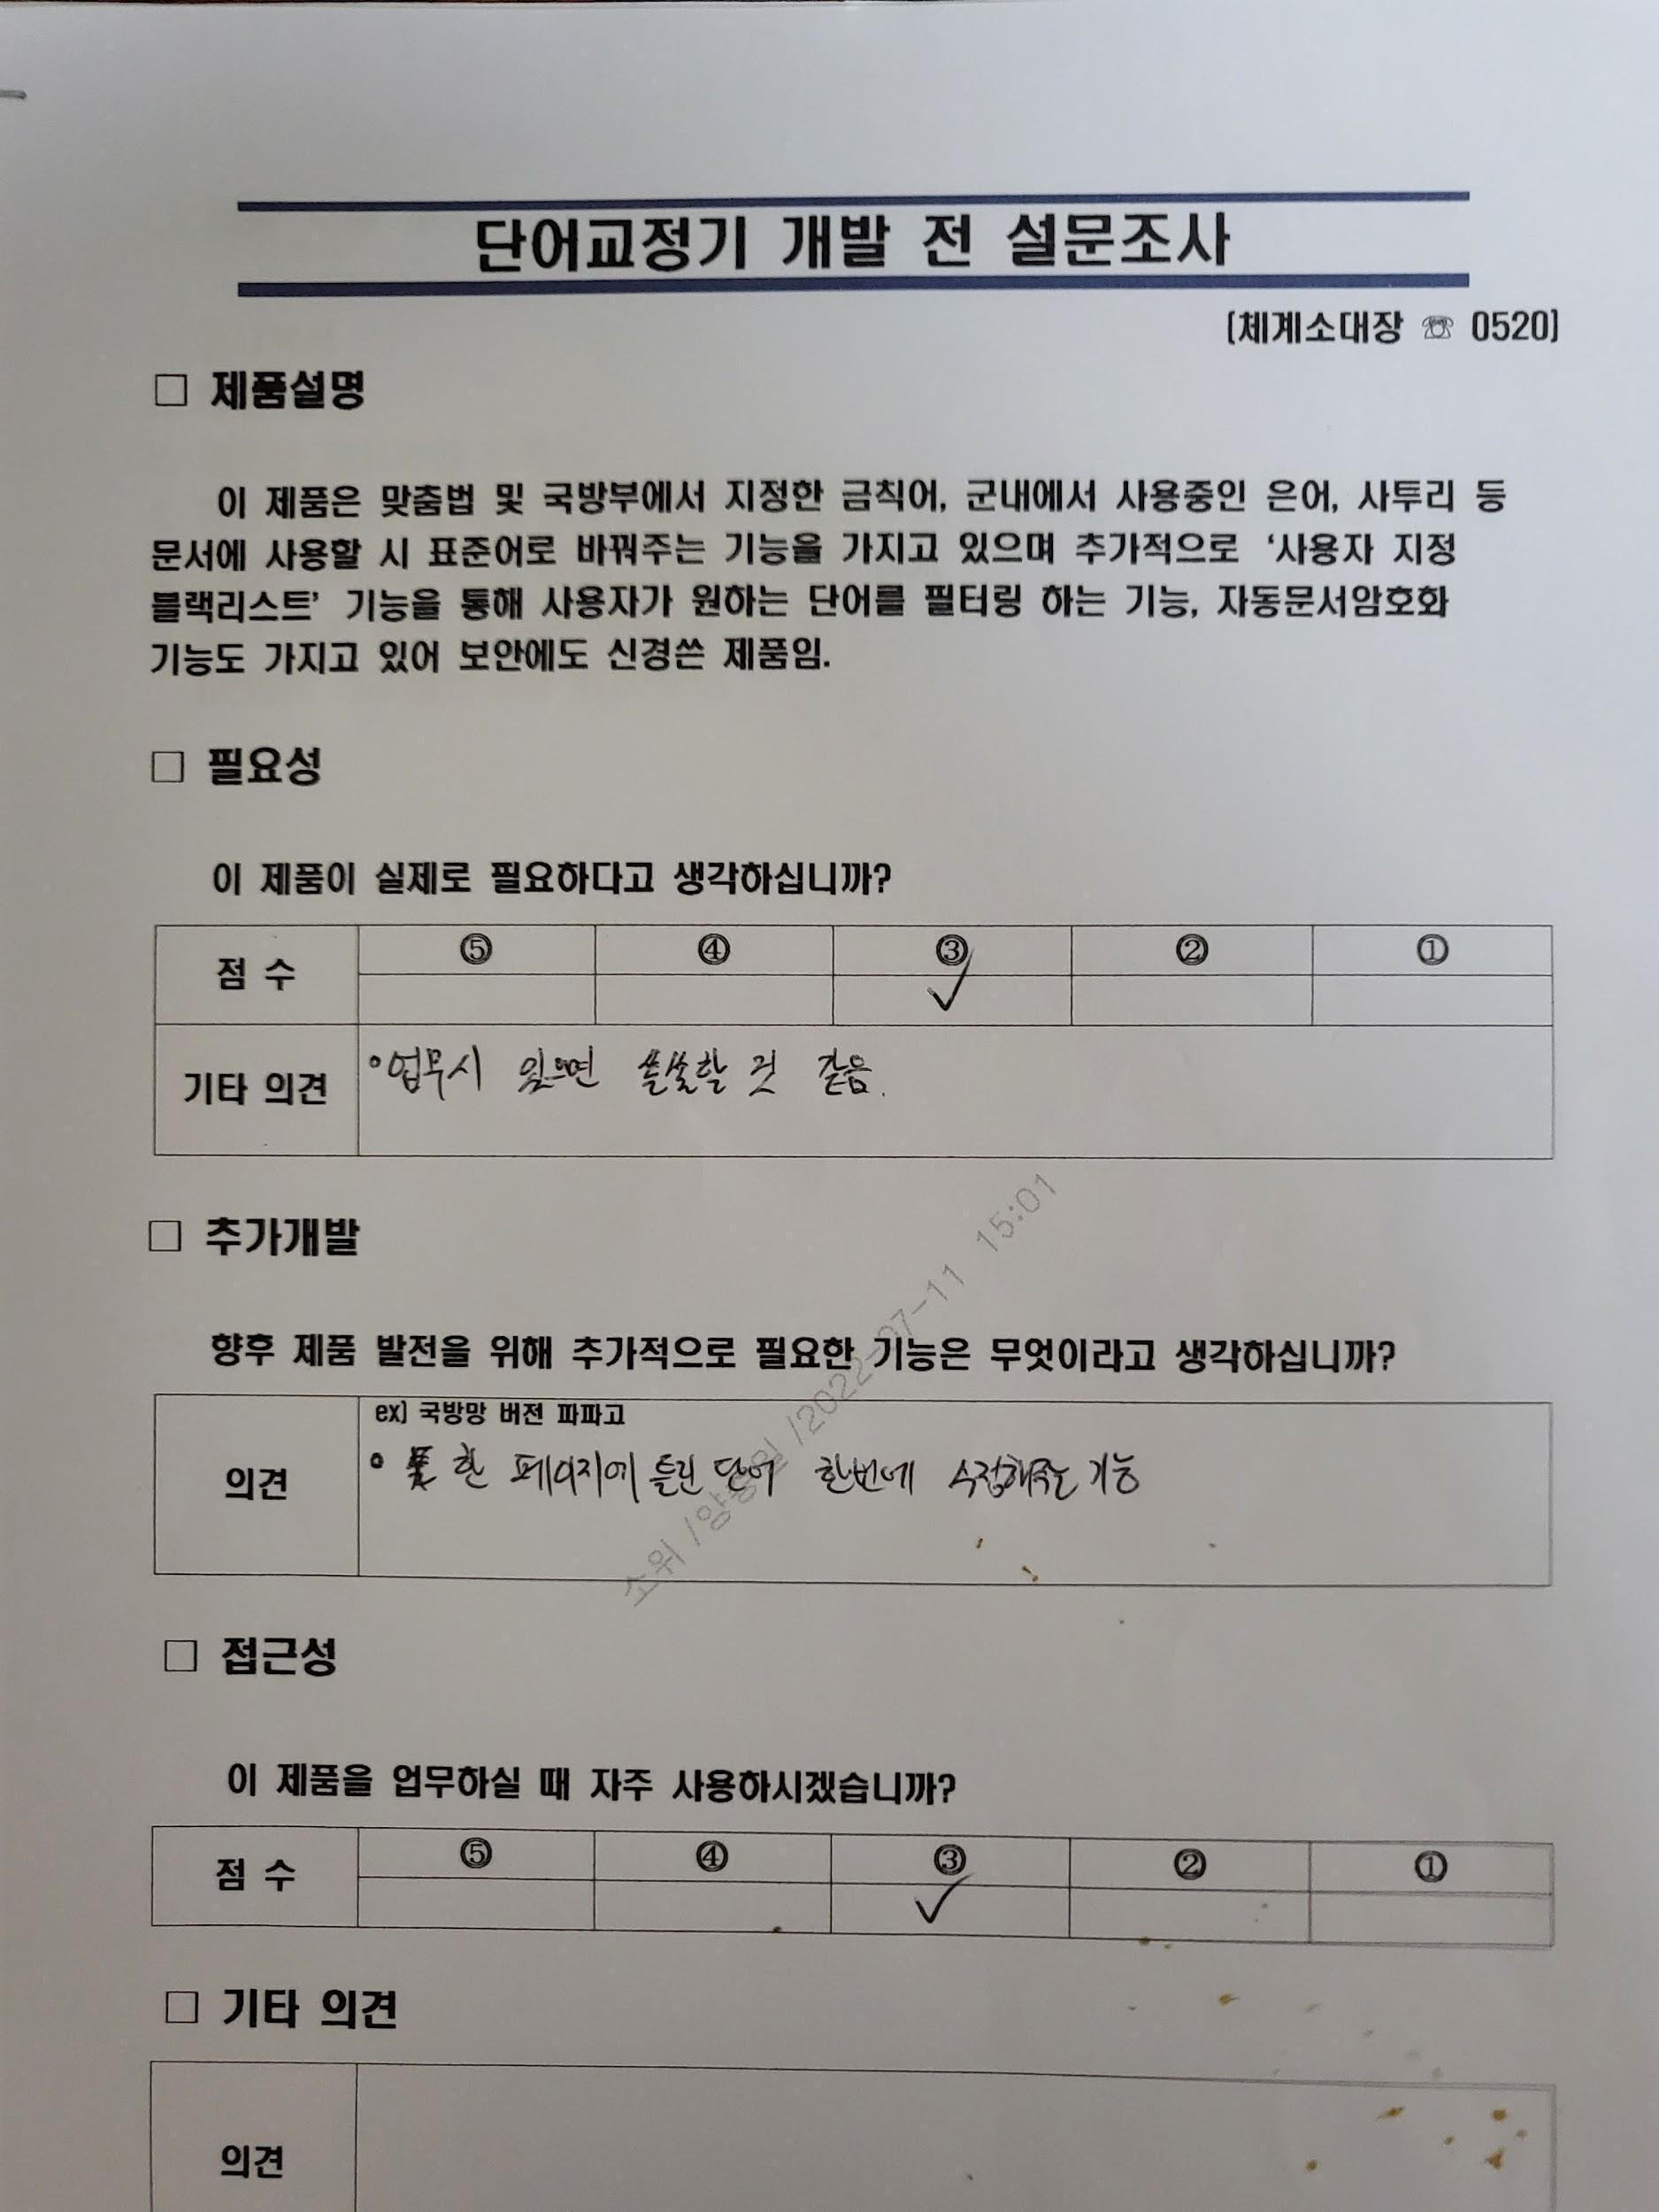 단어교정기 개발 전 설문조사
[체계소대장 ☏ 0520]
□ 제품설명
이 제품은 맞춤법 및 국방부에서 지정한 금칙어, 군내에서 사용중인 은어, 사투리 등
문서에 사용할 시 표준어로 바꿔주는 기능을 가지고 있으며 추가적으로 '사용자 지정
블랙리스트' 기능을 통해 사용자가 원하는 단어를 필터링 하는 기능, 자동문서암호화
기능도 가지고 있어 보안에도 신경쓴 제품임.
□ 필요성
이 제품이 실제로 필요하다고 생각하십니까?
점 수 ⑤ ④ ③ ② ①
✓
기타 의견 ∘업무시 있으면 쏠쏠할 것 같음.
□ 추가개발
향후 제품 발전을 위해 추가적으로 필요한 기능은 무엇이라고 생각하십니까?
ex) 국방망 버전 파파고
의견 ∘ 한 페이지에 틀린 단어 한번에 수정해주는 기능
소위 / /2022-07-11 15:01
□ 접근성
이 제품을 업무하실 때 자주 사용하시겠습니까?
점 수 ⑤ ④ ③ ② ①
✓
□ 기타 의견
의견